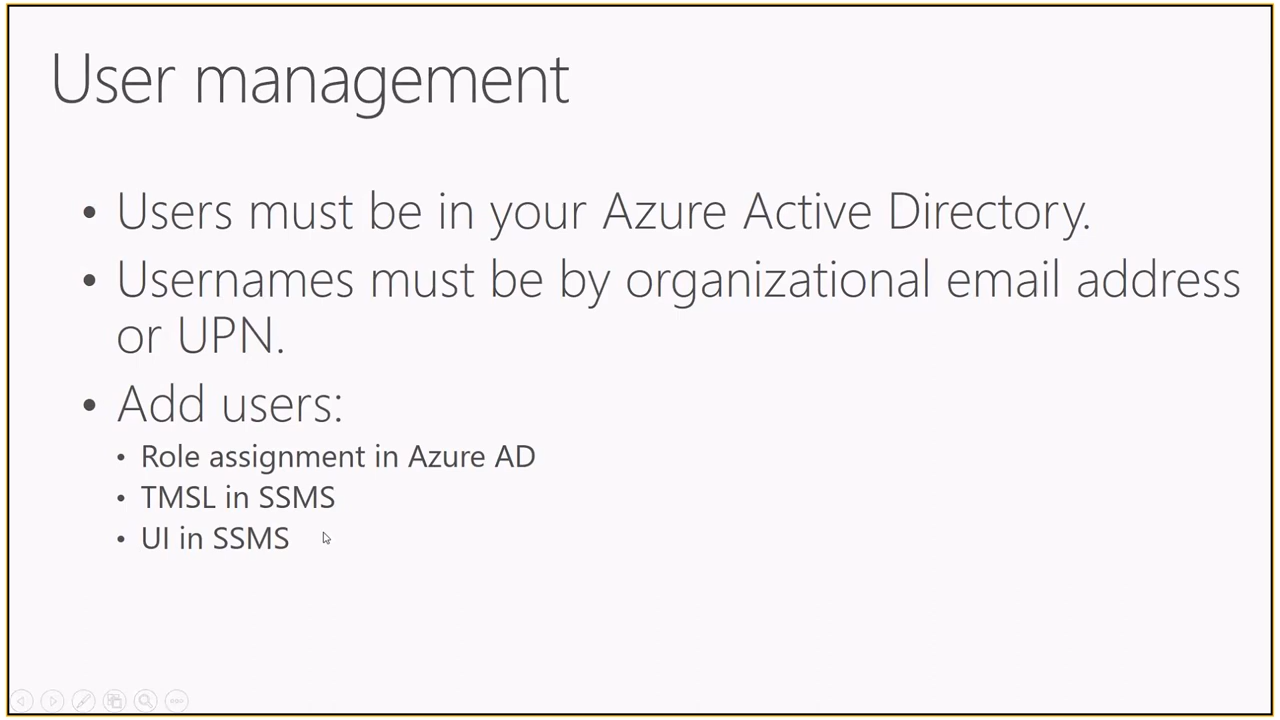 User management
• Users must be in your Azure Active Directory.
• Usernames must be by organizational email address
or UPN.
• Add users:
• Role assignment in Azure AD
• TMSL in SSMS
• UI in SSMS